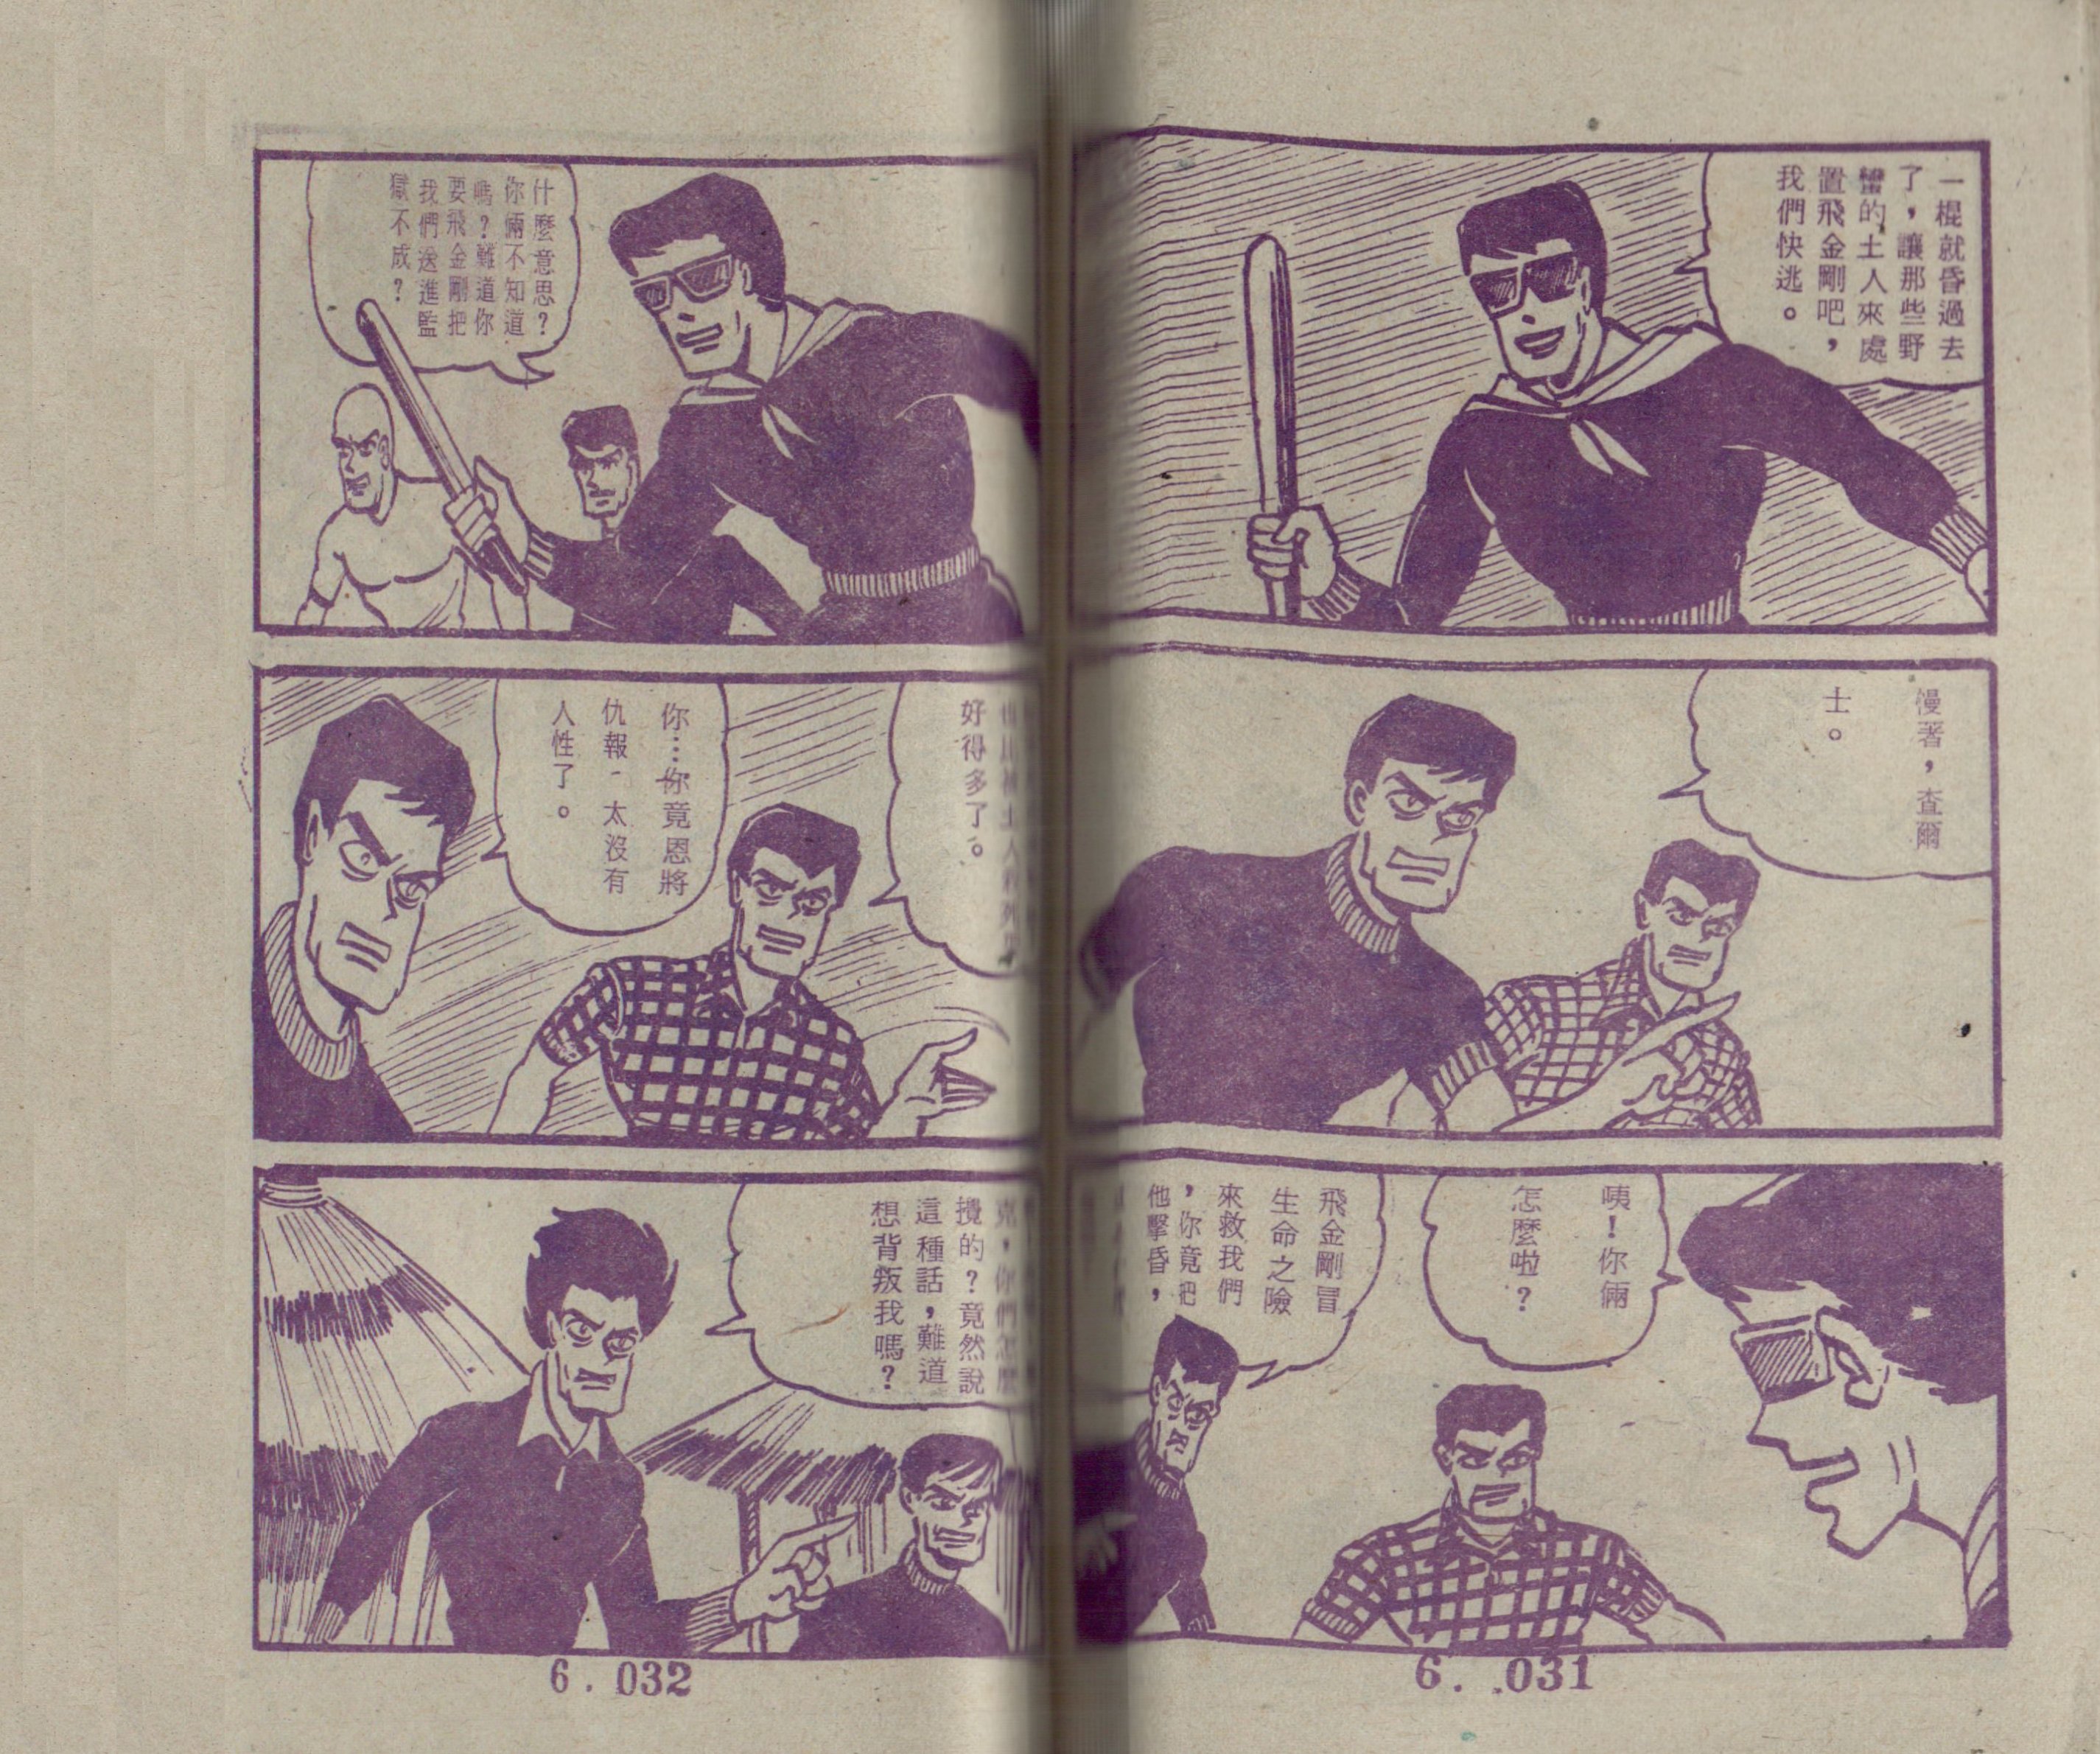 一棍就昏過去
了，讓那些野
蠻的土人來處
置飛金剛吧，
我們快逃。
慢著，查爾
士。
咦！你倆
怎麼啦？
飛金剛冒
生命之險
來救我們
，你竟把
他擊昏，
6. 031
什麼意思？
你倆不知道
嗎？難道你
要飛金剛把
我們送進監
獄不成？
好得多了。
你⋯⋯你竟恩將
仇報，太沒有
人性了。
，你們怎麼
攪的？竟然說
這種話，難道
想背叛我嗎？
6. 032